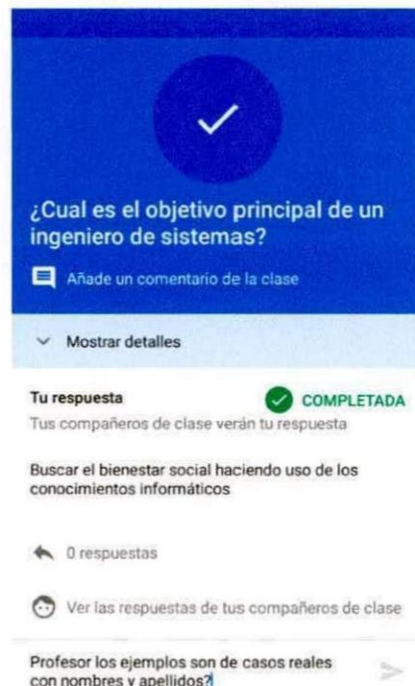 ¿Cual es el objetivo principal de un
ingeniero de sistemas?
Añade un comentario de la clase
Mostrar detalles
Tu respuesta
COMPLETADA
Tus compañeros de clase verán tu respuesta
Buscar el bienestar social haciendo uso de los
conocimientos informáticos
0 respuestas
Ver las respuestas de tus compañeros de clase
Profesor los ejemplos son de casos reales
con nombres y apellidos?